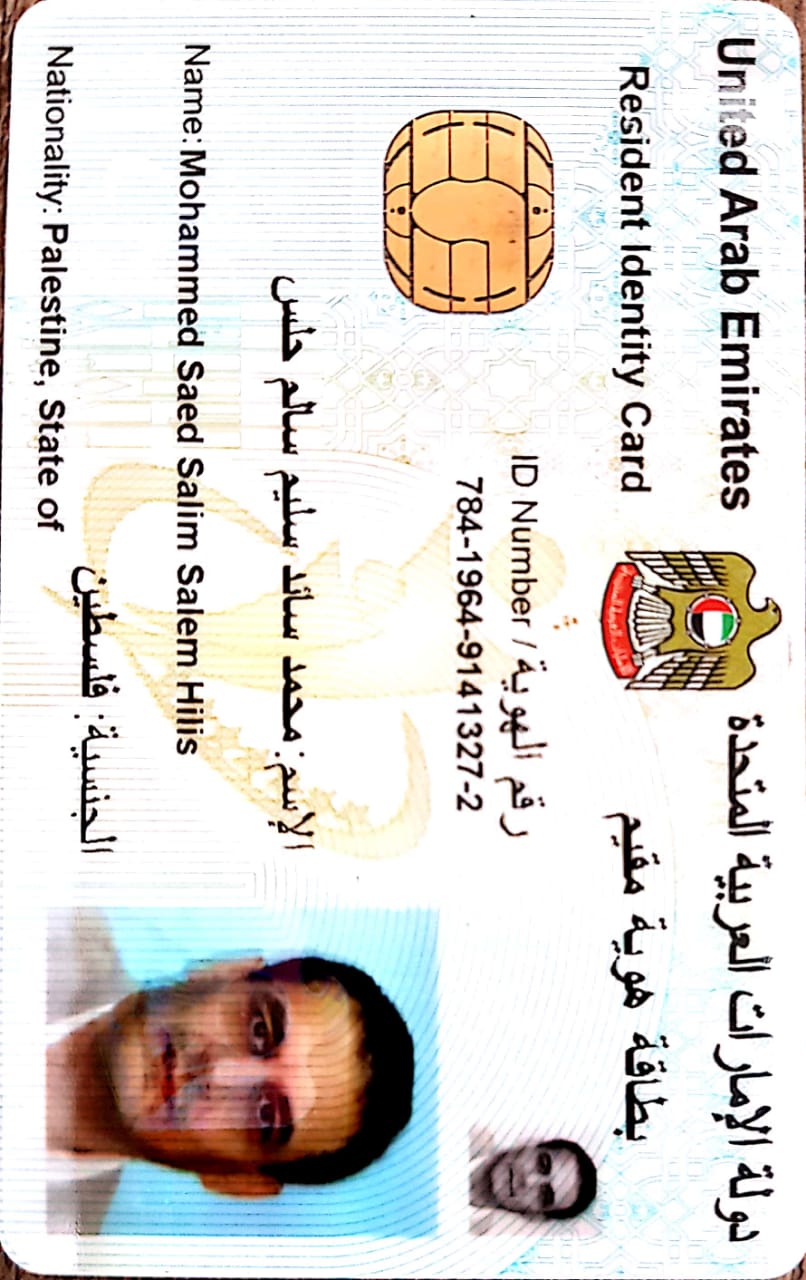 United Arab Emirates
دولة الإمارات العربية المتحدة
Resident Identity Card
بطاقة هوية مقيم
ID Number / رقم الهوية
784-1964-9141327-2
الإسم: محمد سائد سليم سالم حلس
Name: Mohammed Saed Salim Salem Hilis
الجنسية: فلسطين
Nationality: Palestine, State of